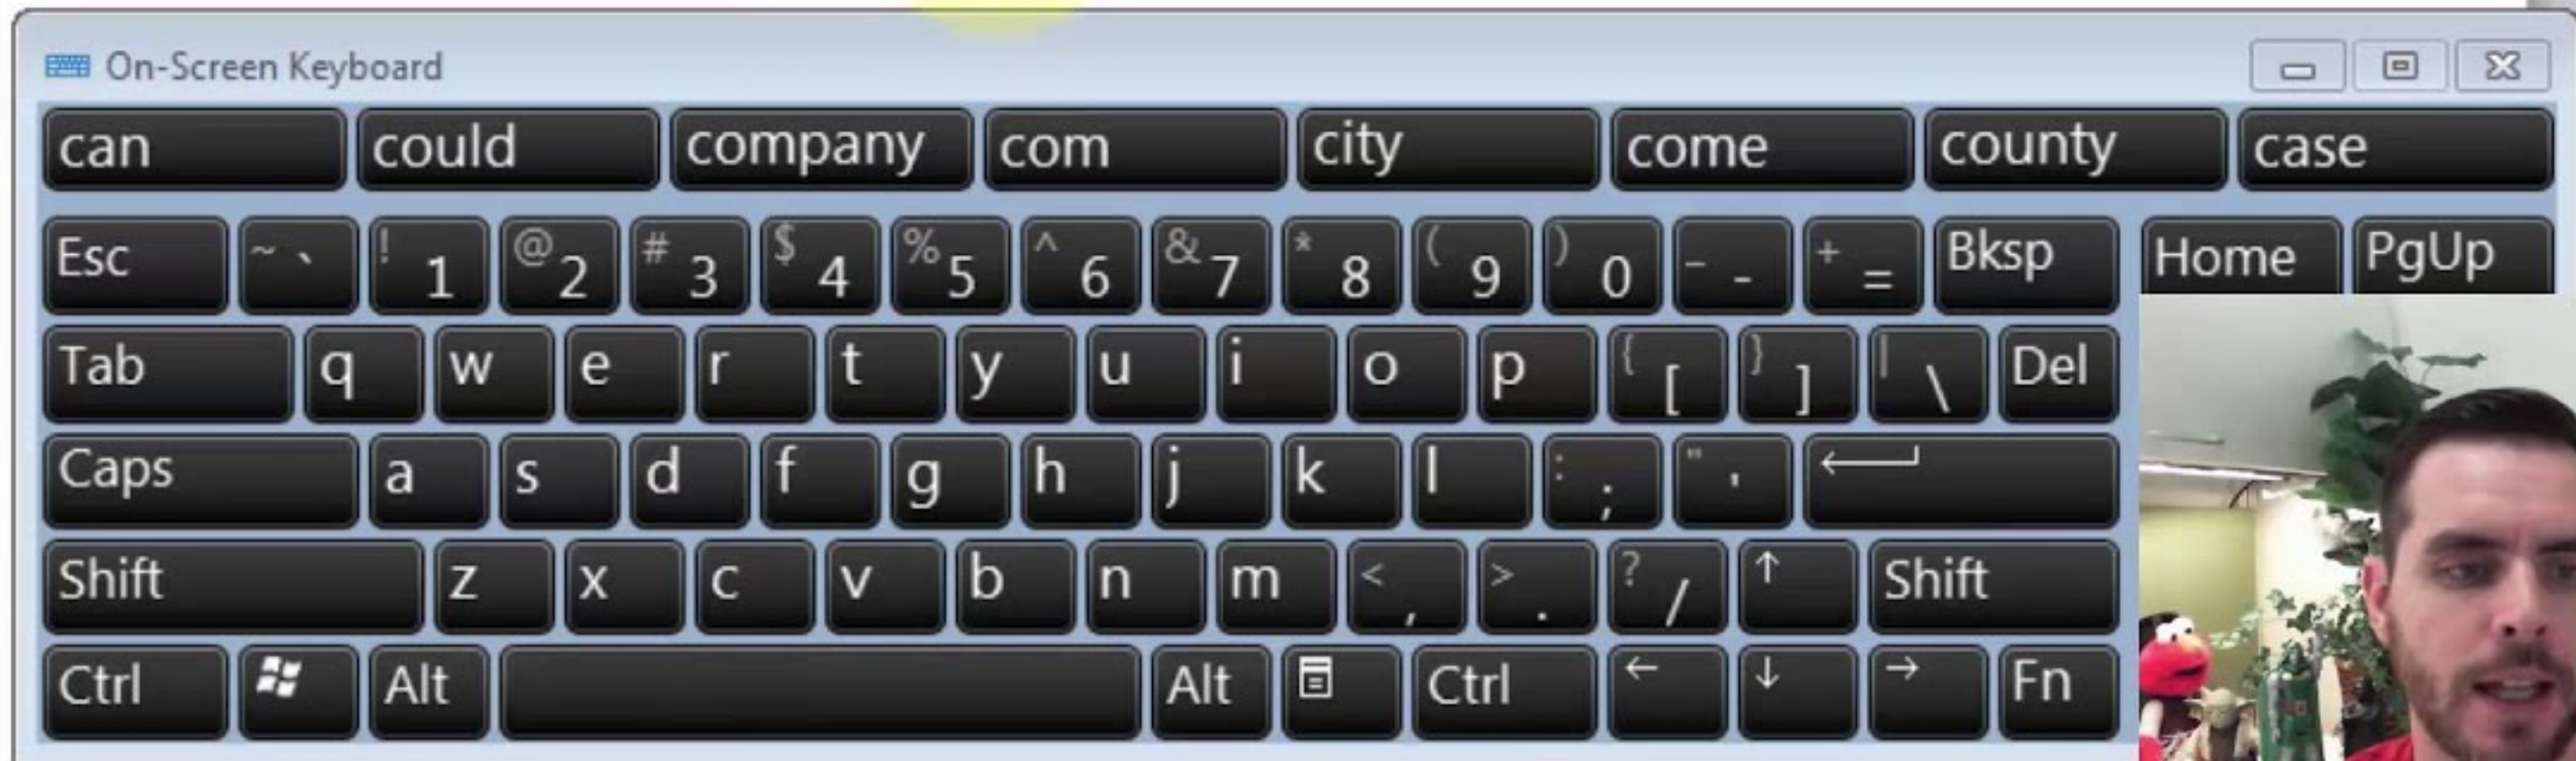 On-Screen Keyboard
can could company com city come county case
Esc ~ ` ! 1 @ 2 # 3 $ 4 % 5 ^ 6 & 7 * 8 ( 9 ) 0 _ - + = Bksp Home PgUp
Tab q w e r t y u i o p { [ } ] | \ Del
Caps a s d f g h j k l : ; " '
Shift z x c v b n m < , > . ? / ↑ Shift
Ctrl Alt Alt Ctrl ← ↓ → Fn